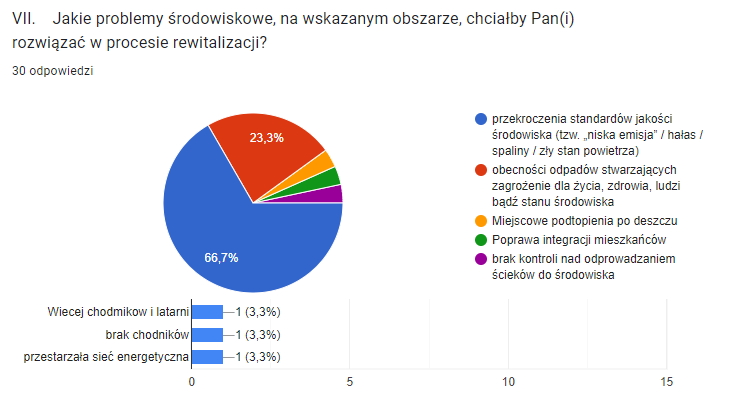 VII. Jakie problemy środowiskowe, na wskazanym obszarze, chciałby Pan(i)
rozwiązać w procesie rewitalizacji?
30 odpowiedzi
23,3%
66,7%
przekroczenia standardów jakości
środowiska (tzw. „niska emisja” / hałas /
spaliny / zły stan powietrza)
obecności odpadów stwarzających
zagrożenie dla życia, zdrowia, ludzi
bądź stanu środowiska
Miejscowe podtopienia po deszczu
Poprawa integracji mieszkańców
brak kontroli nad odprowadzaniem
ścieków do środowiska
Wiecej chodmikow i latarni 1 (3,3%)
brak chodników 1 (3,3%)
przestarzała sieć energetyczna 1 (3,3%)
0 5 10 15